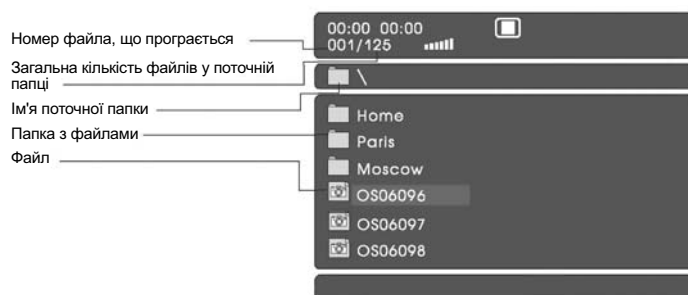 Номер файла, що програється
Загальна кількість файлів у поточній
папці
Ім'я поточної папки
Папка з файлами
Файл
00:00 00:00
001/125
\
Home
Paris
Moscow
OS06096
OS06097
OS06098